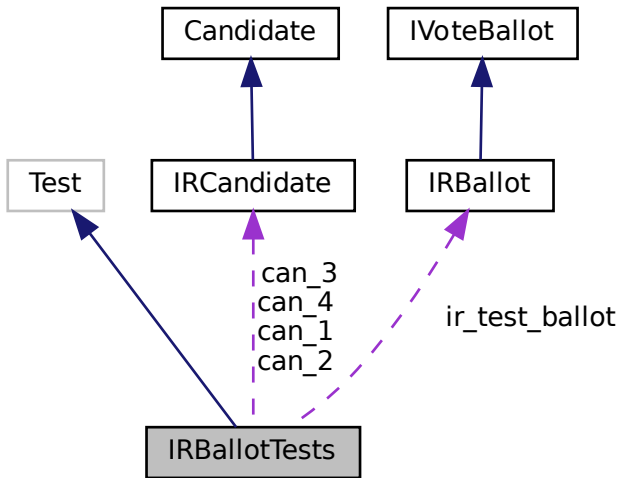 Candidate
IVoteBallot
Test
IRCandidate
IRBallot
can_3
can_4
can_1
can_2
ir_test_ballot
IRBallotTests